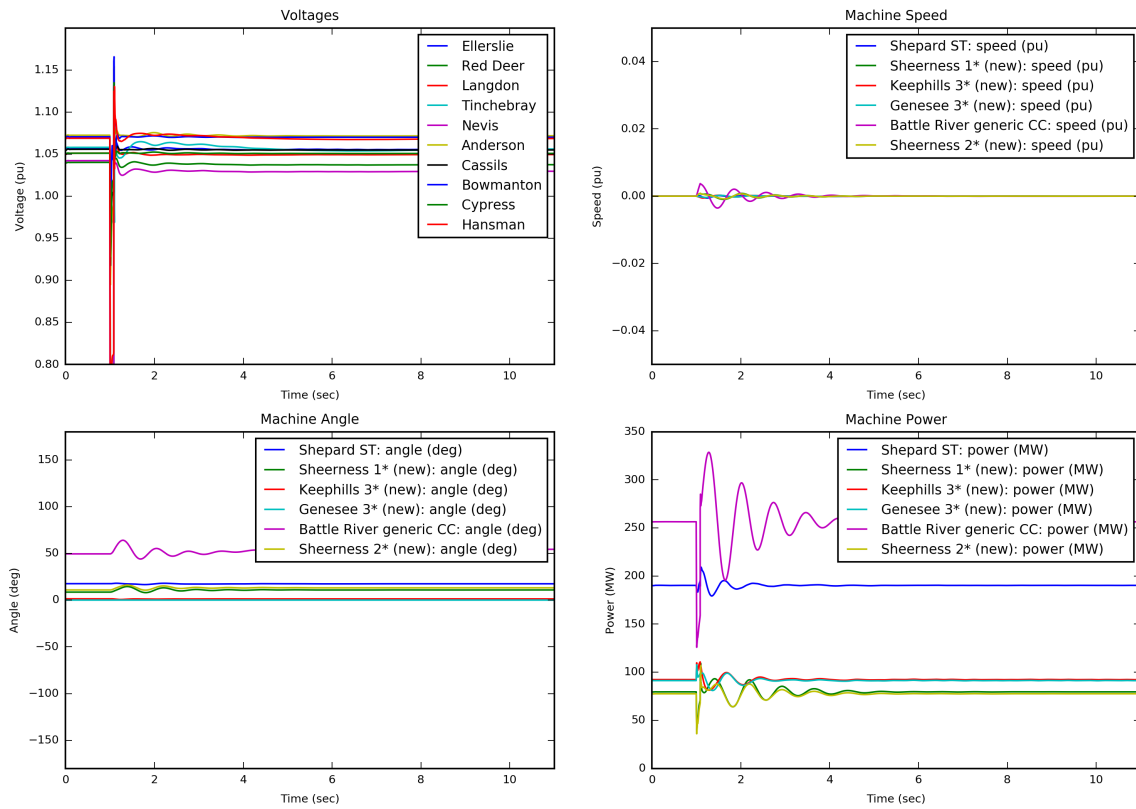 Voltages
1.15
1.10
1.05
1.00
0.95
0.90
0.85
0.80
Voltage (pu)
Ellerslie
Red Deer
Langdon
Tinchebray
Nevis
Anderson
Cassils
Bowmanton
Cypress
Hansman
0 2 4 6 8 10
Time (sec)
Machine Speed
0.04
0.02
0.00
−0.02
−0.04
Speed (pu)
Shepard ST: speed (pu)
Sheerness 1* (new): speed (pu)
Keephills 3* (new): speed (pu)
Genesee 3* (new): speed (pu)
Battle River generic CC: speed (pu)
Sheerness 2* (new): speed (pu)
0 2 4 6 8 10
Time (sec)
Machine Angle
150
100
50
0
−50
−100
−150
Angle (deg)
Shepard ST: angle (deg)
Sheerness 1* (new): angle (deg)
Keephills 3* (new): angle (deg)
Genesee 3* (new): angle (deg)
Battle River generic CC: angle (deg)
Sheerness 2* (new): angle (deg)
0 2 4 6 8 10
Time (sec)
Machine Power
350
300
250
200
150
100
50
0
Power (MW)
Shepard ST: power (MW)
Sheerness 1* (new): power (MW)
Keephills 3* (new): power (MW)
Genesee 3* (new): power (MW)
Battle River generic CC: power (MW)
Sheerness 2* (new): power (MW)
0 2 4 6 8 10
Time (sec)